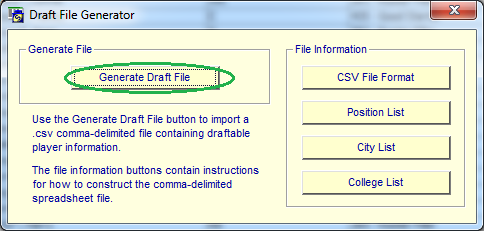 Draft File Generator
Generate File
Generate Draft File
Use the Generate Draft File button to import a
.csv comma-delimited file containing draftable
player information.
The file information buttons contain instructions
for how to construct the comma-delimited
spreadsheet file.
File Information
CSV File Format
Position List
City List
College List